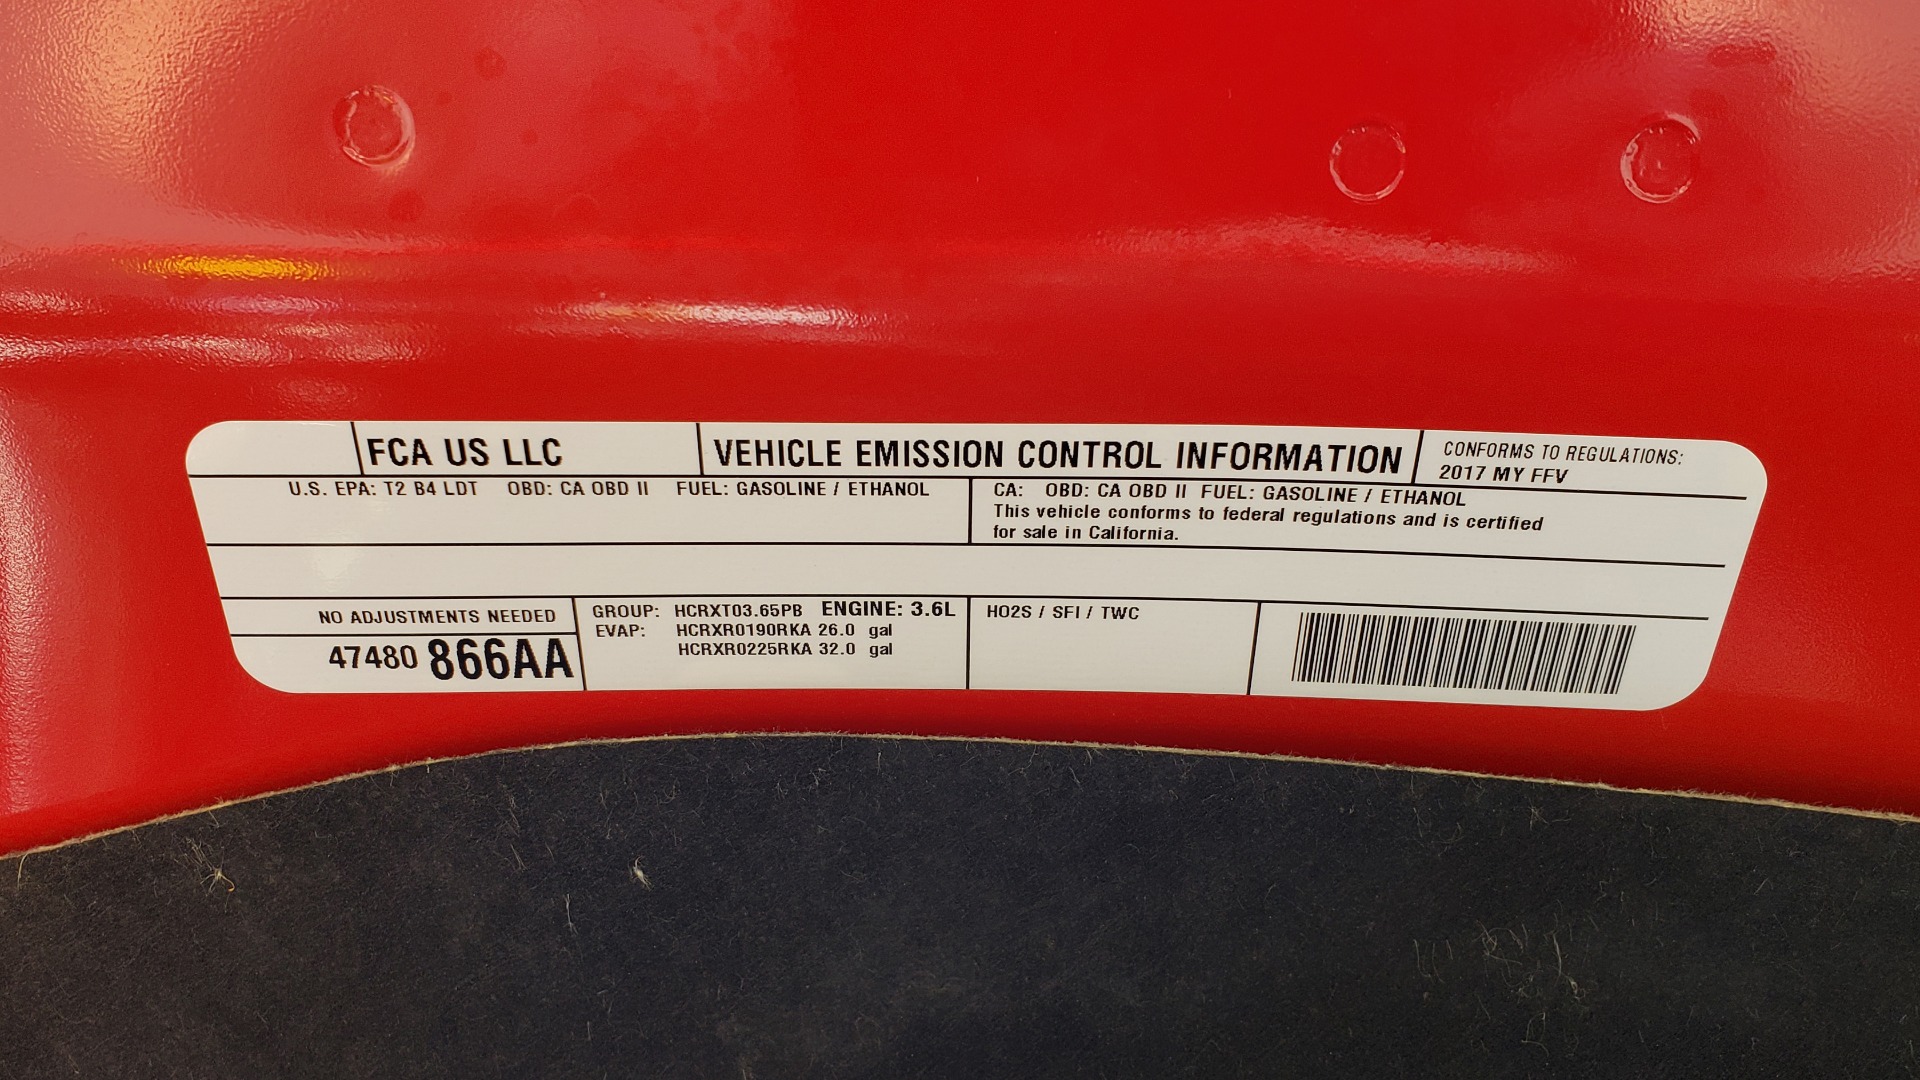 FCA US LLC
VEHICLE EMISSION CONTROL INFORMATION
CONFORMS TO REGULATIONS:
2017 MY FFV
U.S. EPA: T2 B4 LDT OBD: CA OBD II FUEL: GASOLINE / ETHANOL
CA: OBD: CA OBD II FUEL: GASOLINE / ETHANOL
This vehicle conforms to federal regulations and is certified
for sale in California.
NO ADJUSTMENTS NEEDED
47480 866AA
GROUP: HCRXT03.65PB ENGINE: 3.6L
EVAP: HCRXR0190RKA 26.0 gal
HCRXR0225RKA 32.0 gal
HO2S / SFI / TWC